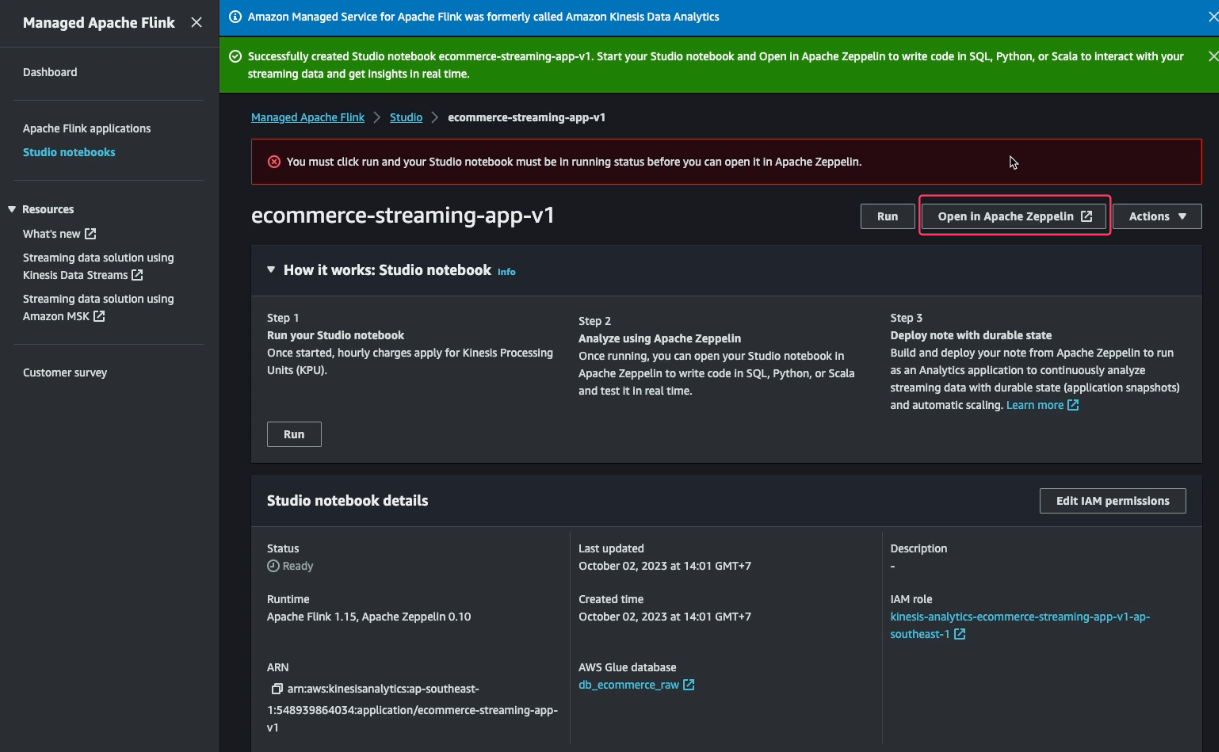 Managed Apache Flink
Dashboard
Apache Flink applications
Studio notebooks
Resources
What's new
Streaming data solution using
Kinesis Data Streams
Streaming data solution using
Amazon MSK
Customer survey
Amazon Managed Service for Apache Flink was formerly called Amazon Kinesis Data Analytics
Successfully created Studio notebook ecommerce-streaming-app-v1. Start your Studio notebook and Open in Apache Zeppelin to write code in SQL, Python, or Scala to interact with your
streaming data and get insights in real time.
Managed Apache Flink > Studio > ecommerce-streaming-app-v1
You must click run and your Studio notebook must be in running status before you can open it in Apache Zeppelin.
ecommerce-streaming-app-v1
Run
Open in Apache Zeppelin
Actions
How it works: Studio notebook Info
Step 1
Run your Studio notebook
Once started, hourly charges apply for Kinesis Processing
Units (KPU).
Run
Step 2
Analyze using Apache Zeppelin
Once running, you can open your Studio notebook in
Apache Zeppelin to write code in SQL, Python, or Scala
and test it in real time.
Step 3
Deploy note with durable state
Build and deploy your note from Apache Zeppelin to run
as an Analytics application to continuously analyze
streaming data with durable state (application snapshots)
and automatic scaling. Learn more
Studio notebook details
Edit IAM permissions
Status
Ready
Runtime
Apache Flink 1.15, Apache Zeppelin 0.10
ARN
arn:aws:kinesisanalytics:ap-southeast-
1:548939864034:application/ecommerce-streaming-app-
v1
Last updated
October 02, 2023 at 14:01 GMT+7
Created time
October 02, 2023 at 14:01 GMT+7
AWS Glue database
db_ecommerce_raw
Description
-
IAM role
kinesis-analytics-ecommerce-streaming-app-v1-ap-
southeast-1